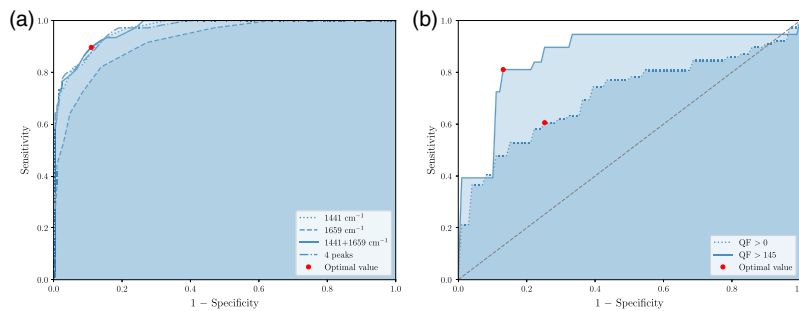 (a)
1.0
0.8
0.6
0.4
0.2
0.0
Sensitivity
0.0 0.2 0.4 0.6 0.8 1.0
1 − Specificity
1441 cm⁻¹
1659 cm⁻¹
1441+1659 cm⁻¹
4 peaks
Optimal value
(b)
1.0
0.8
0.6
0.4
0.2
0.0
Sensitivity
0.0 0.2 0.4 0.6 0.8 1.0
1 − Specificity
QF > 0
QF > 145
Optimal value